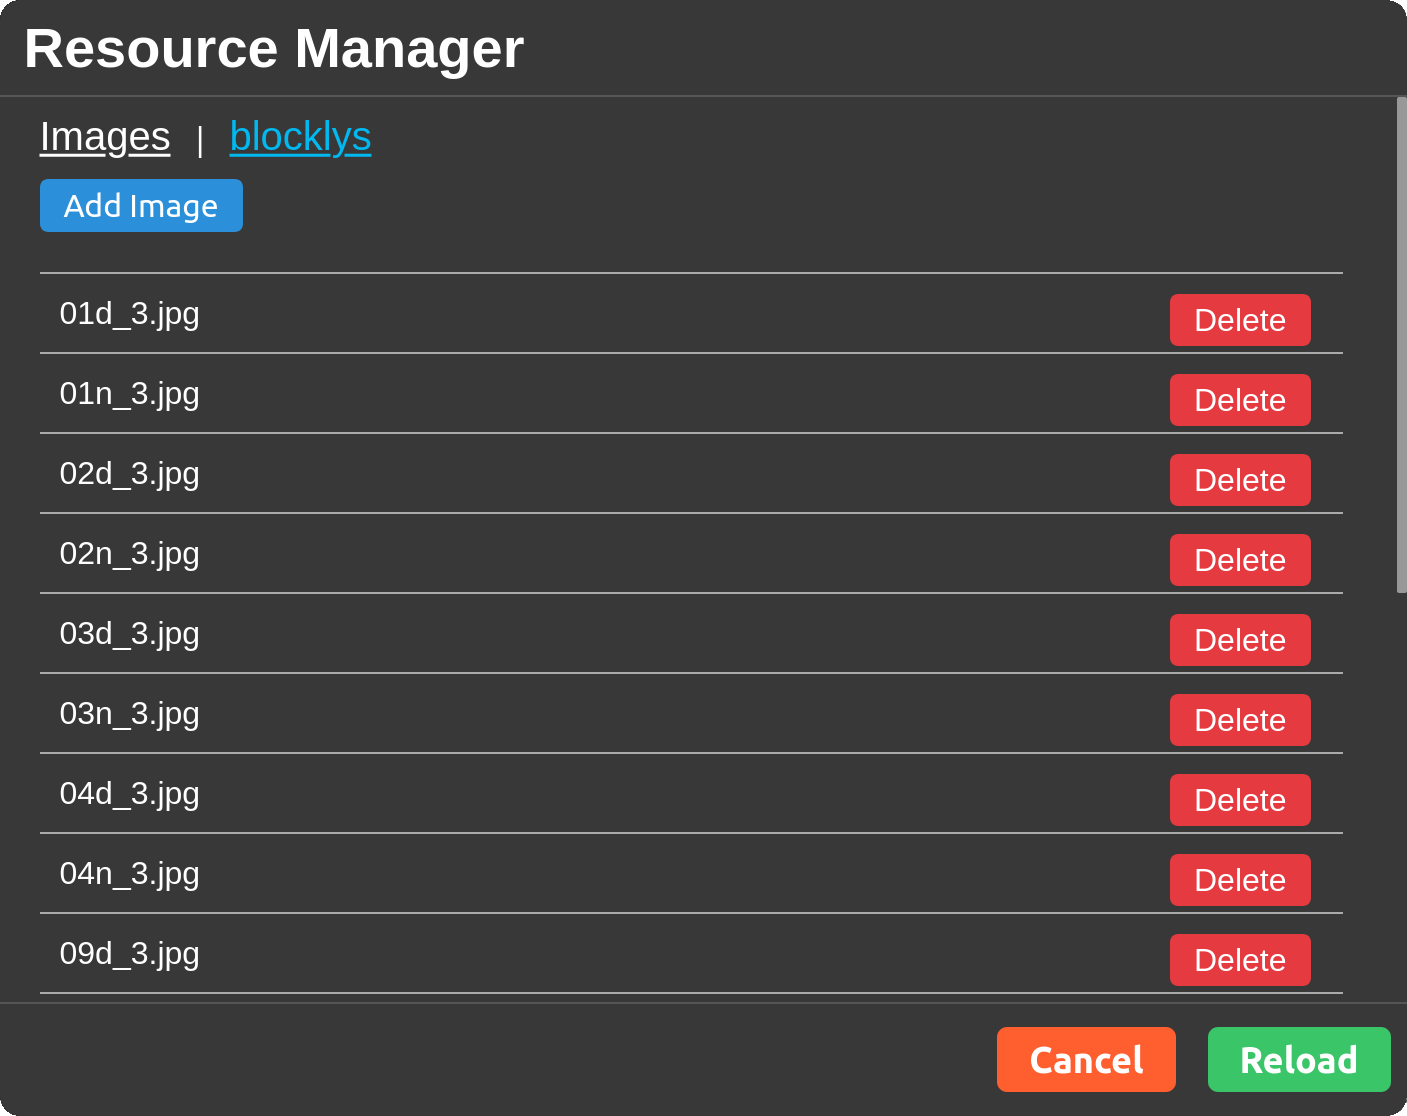 Resource Manager
Images | blocklys
Add Image
01d_3.jpg Delete
01n_3.jpg Delete
02d_3.jpg Delete
02n_3.jpg Delete
03d_3.jpg Delete
03n_3.jpg Delete
04d_3.jpg Delete
04n_3.jpg Delete
09d_3.jpg Delete
Cancel Reload